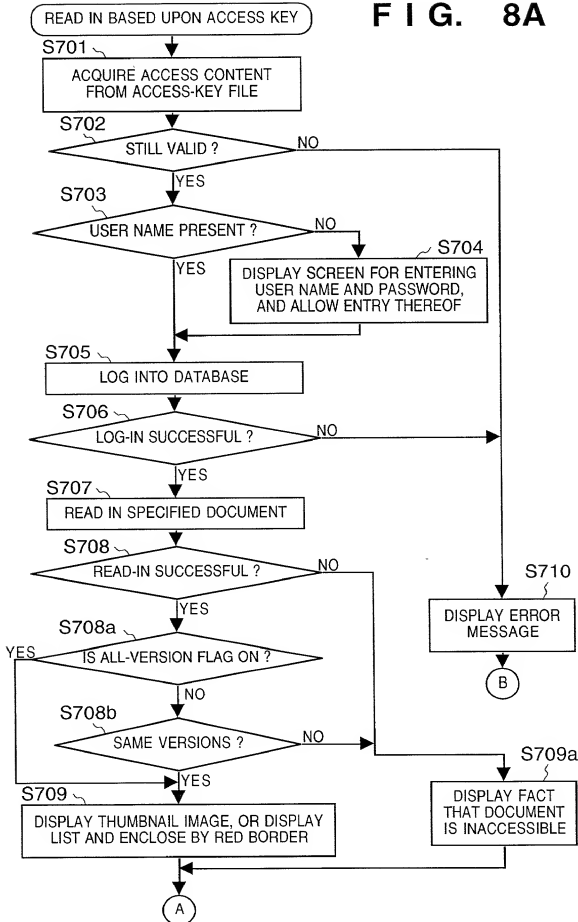 FIG. 8A
READ IN BASED UPON ACCESS KEY
S701
ACQUIRE ACCESS CONTENT
FROM ACCESS-KEY FILE
S702
STILL VALID ?
NO
YES
S703
USER NAME PRESENT ?
NO
YES
S704
DISPLAY SCREEN FOR ENTERING
USER NAME AND PASSWORD,
AND ALLOW ENTRY THEREOF
S705
LOG INTO DATABASE
S706
LOG-IN SUCCESSFUL ?
NO
YES
S707
READ IN SPECIFIED DOCUMENT
S708
READ-IN SUCCESSFUL ?
NO
YES
S710
DISPLAY ERROR
MESSAGE
B
S708a
YES
IS ALL-VERSION FLAG ON ?
NO
S708b
SAME VERSIONS ?
NO
YES
S709
DISPLAY THUMBNAIL IMAGE, OR DISPLAY
LIST AND ENCLOSE BY RED BORDER
S709a
DISPLAY FACT
THAT DOCUMENT
IS INACCESSIBLE
A